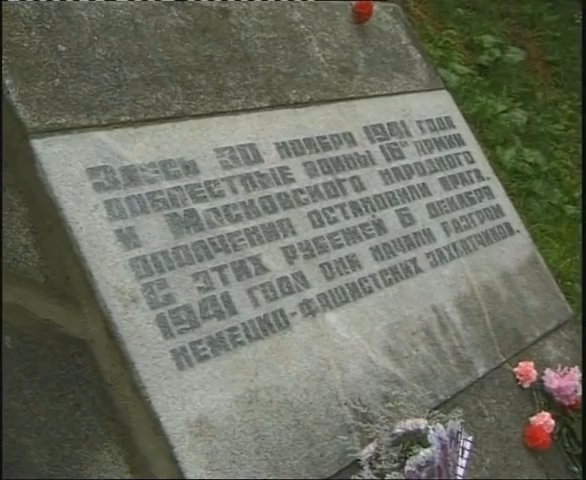 Здесь 30 ноября 1941 года
доблестные воины 16й армии
и Московского народного
ополчения остановили врага.
С этих рубежей 6 декабря
1941 года они начали разгром
немецко-фашистских захватчиков.